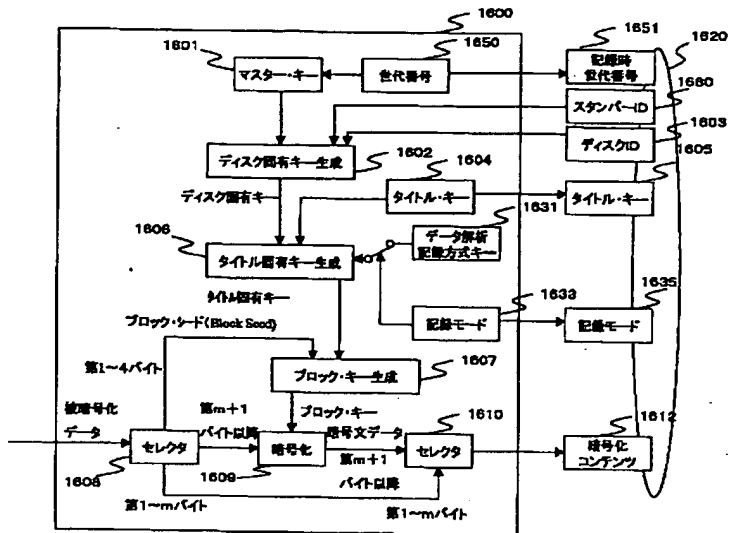 1600
1601
1650
1651
1620
マスター・キー
世代番号
記録時
世代番号
スタンパーID
1660
ディスクID
1603
ディスク固有キー生成
1602
1604
1605
ディスク固有キー
タイトル・キー
タイトル・キー
1631
1606
データ解析
記録方式キー
タイトル固有キー生成
タイトル固有キー
1633
1635
記録モード
記録モード
ブロック・シード(Block Seed)
第1~4バイト
ブロック・キー生成
1607
被暗号化
データ
第m+1
バイト以降
ブロック・キー
暗号文データ
1610
1612
セレクタ
暗号化
セレクタ
暗号化
コンテンツ
1608
1609
第m+1
バイト以降
第1~mバイト
第1~mバイト